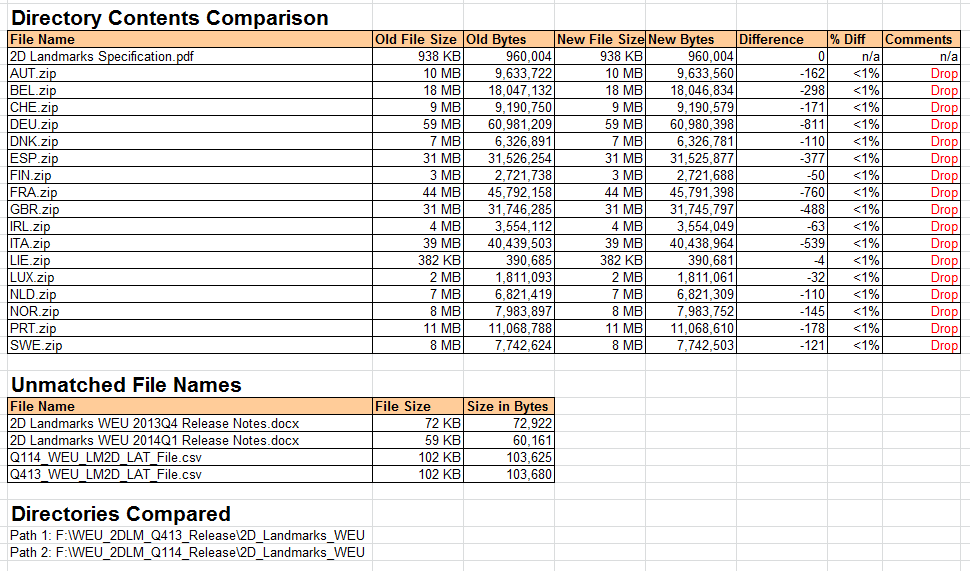 Directory Contents Comparison
File Name Old File Size Old Bytes New File Size New Bytes Difference % Diff Comments
2D Landmarks Specification.pdf 938 KB 960,004 938 KB 960,004 0 n/a n/a
AUT.zip 10 MB 9,633,722 10 MB 9,633,560 -162 <1% Drop
BEL.zip 18 MB 18,047,132 18 MB 18,046,834 -298 <1% Drop
CHE.zip 9 MB 9,190,750 9 MB 9,190,579 -171 <1% Drop
DEU.zip 59 MB 60,981,209 59 MB 60,980,398 -811 <1% Drop
DNK.zip 7 MB 6,326,891 7 MB 6,326,781 -110 <1% Drop
ESP.zip 31 MB 31,526,254 31 MB 31,525,877 -377 <1% Drop
FIN.zip 3 MB 2,721,738 3 MB 2,721,688 -50 <1% Drop
FRA.zip 44 MB 45,792,158 44 MB 45,791,398 -760 <1% Drop
GBR.zip 31 MB 31,746,285 31 MB 31,745,797 -488 <1% Drop
IRL.zip 4 MB 3,554,112 4 MB 3,554,049 -63 <1% Drop
ITA.zip 39 MB 40,439,503 39 MB 40,438,964 -539 <1% Drop
LIE.zip 382 KB 390,685 382 KB 390,681 -4 <1% Drop
LUX.zip 2 MB 1,811,093 2 MB 1,811,061 -32 <1% Drop
NLD.zip 7 MB 6,821,419 7 MB 6,821,309 -110 <1% Drop
NOR.zip 8 MB 7,983,897 8 MB 7,983,752 -145 <1% Drop
PRT.zip 11 MB 11,068,788 11 MB 11,068,610 -178 <1% Drop
SWE.zip 8 MB 7,742,624 8 MB 7,742,503 -121 <1% Drop
Unmatched File Names
File Name File Size Size in Bytes
2D Landmarks WEU 2013Q4 Release Notes.docx 72 KB 72,922
2D Landmarks WEU 2014Q1 Release Notes.docx 59 KB 60,161
Q114_WEU_LM2D_LAT_File.csv 102 KB 103,625
Q413_WEU_LM2D_LAT_File.csv 102 KB 103,680
Directories Compared
Path 1: F:\WEU_2DLM_Q413_Release\2D_Landmarks_WEU
Path 2: F:\WEU_2DLM_Q114_Release\2D_Landmarks_WEU